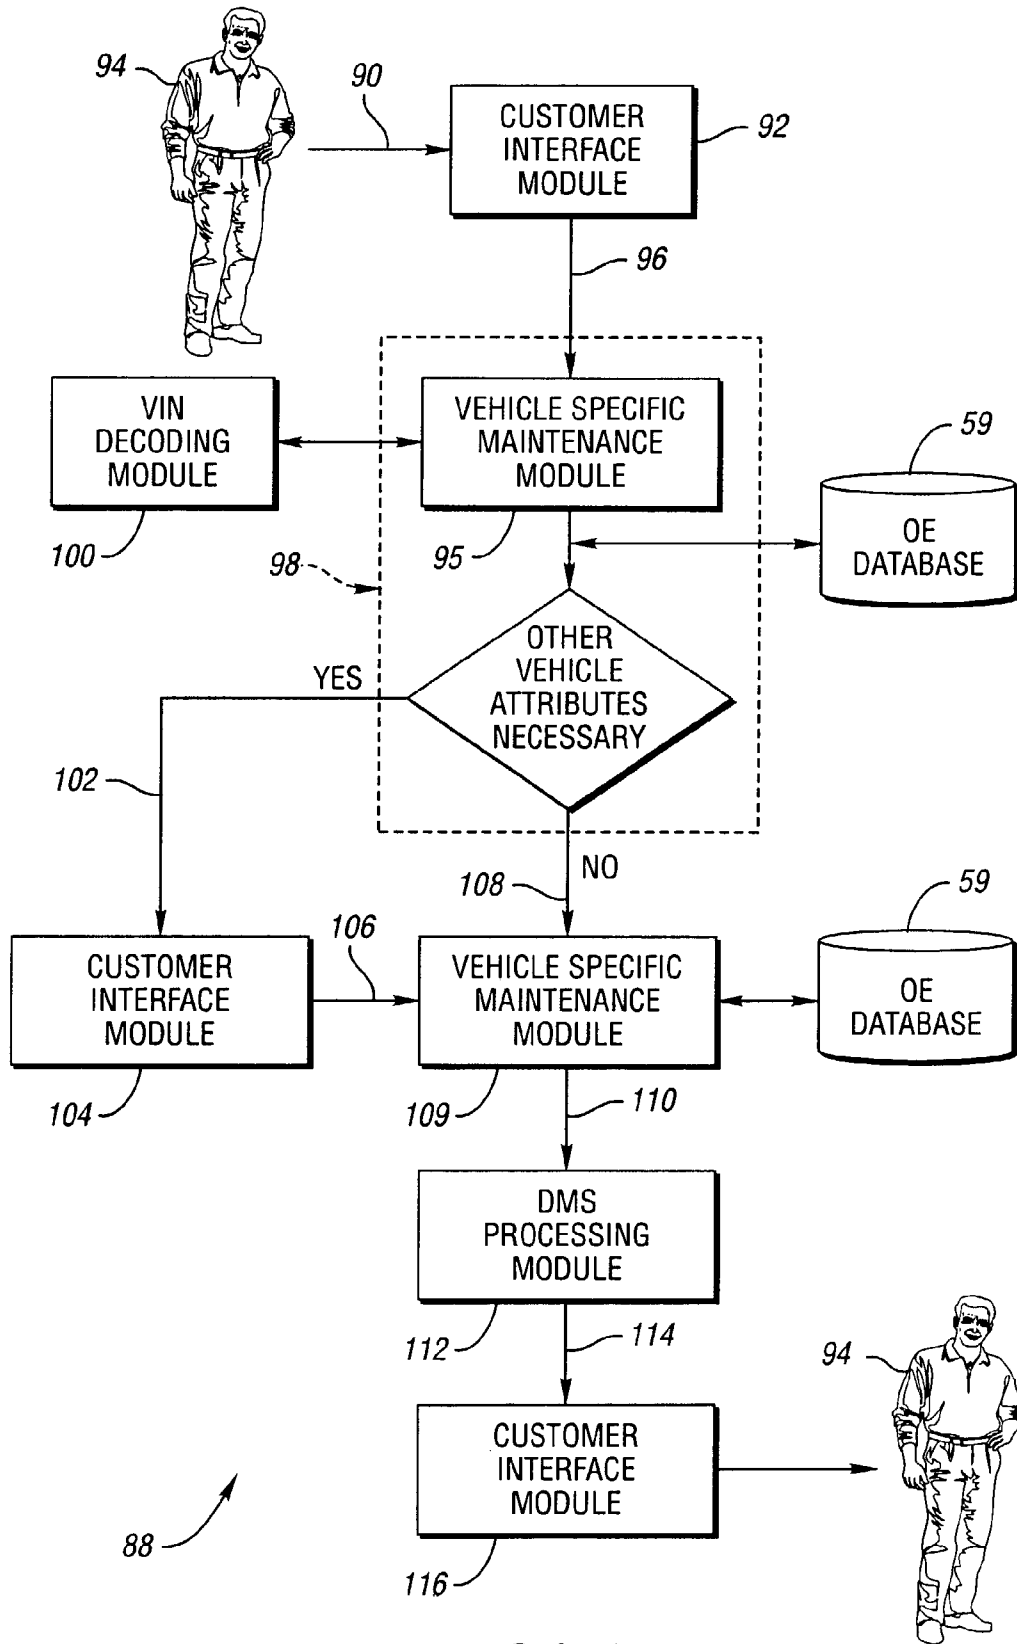 94
90
CUSTOMER
INTERFACE
MODULE
92
96
VIN
DECODING
MODULE
100
VEHICLE SPECIFIC
MAINTENANCE
MODULE
95
59
OE
DATABASE
98
OTHER
VEHICLE
ATTRIBUTES
NECESSARY
YES
102
NO
108
59
106
CUSTOMER
INTERFACE
MODULE
104
VEHICLE SPECIFIC
MAINTENANCE
MODULE
109
OE
DATABASE
110
DMS
PROCESSING
MODULE
112
114
94
CUSTOMER
INTERFACE
MODULE
116
88